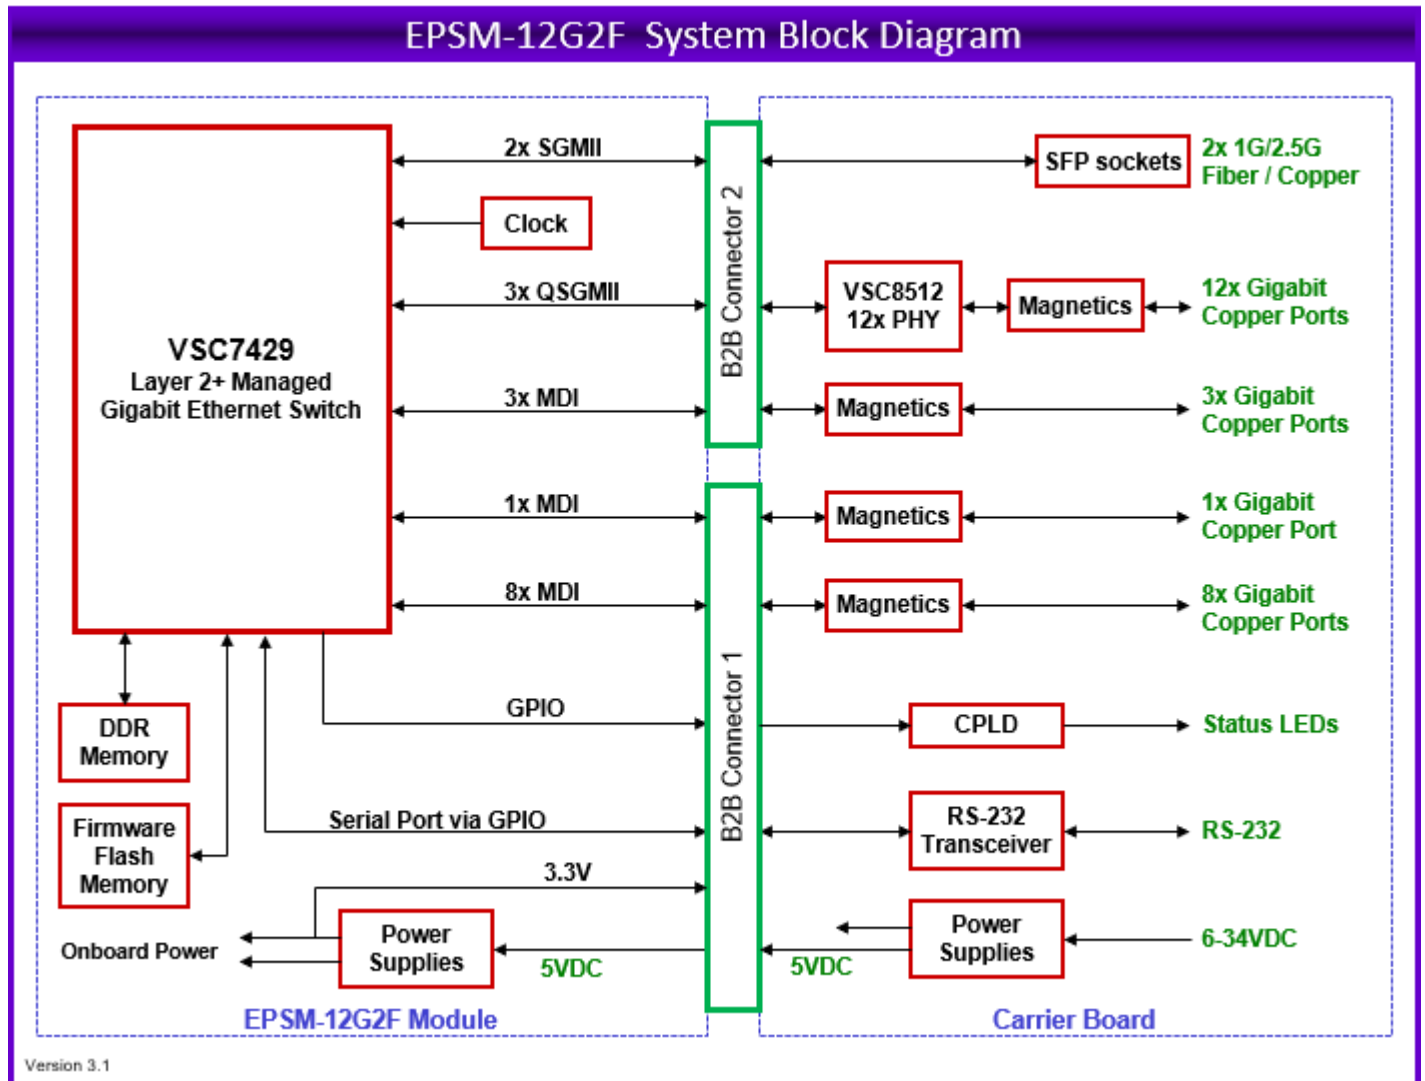 EPSM-12G2F System Block Diagram
2x SGMII
SFP sockets
2x 1G/2.5G
Fiber / Copper
Clock
B2B Connector 2
3x QSGMII
VSC8512
12x PHY
Magnetics
12x Gigabit
Copper Ports
VSC7429
Layer 2+ Managed
Gigabit Ethernet Switch
3x MDI
Magnetics
3x Gigabit
Copper Ports
1x MDI
Magnetics
1x Gigabit
Copper Port
8x MDI
Magnetics
8x Gigabit
Copper Ports
B2B Connector 1
DDR
Memory
GPIO
CPLD
Status LEDs
Firmware
Flash
Memory
Serial Port via GPIO
RS-232
Transceiver
RS-232
3.3V
Onboard Power
Power
Supplies
5VDC
5VDC
Power
Supplies
6-34VDC
EPSM-12G2F Module
Carrier Board
Version 3.1